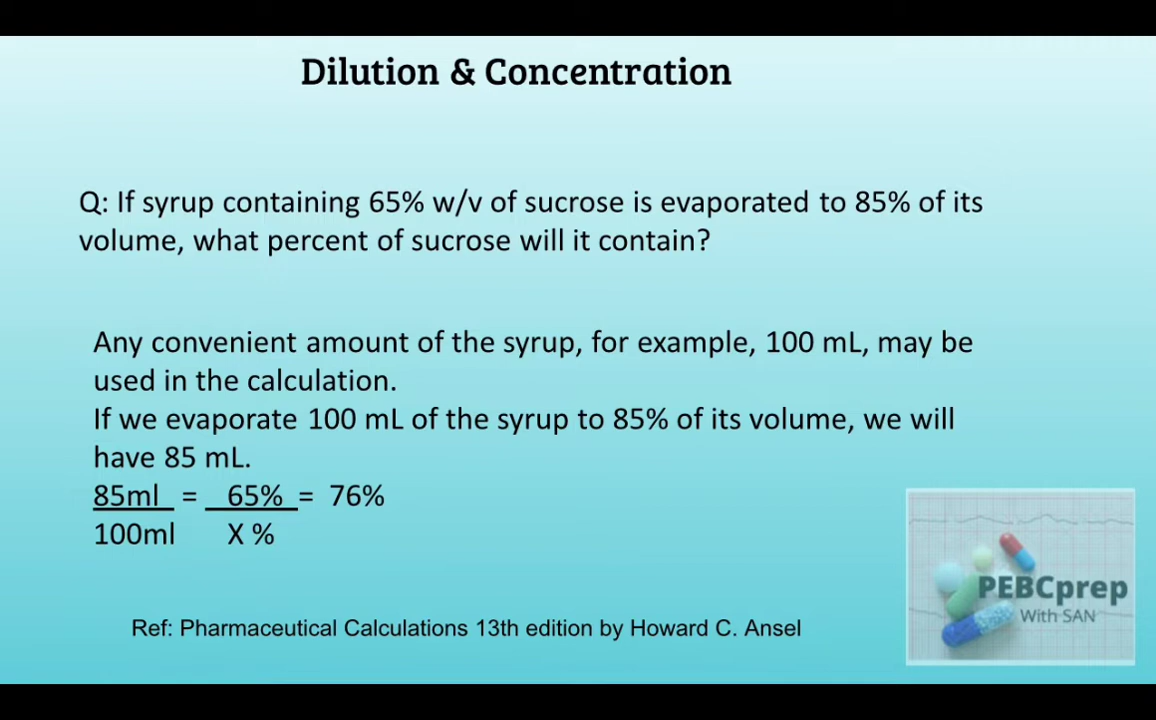 Dilution & Concentration
Q: If syrup containing 65% w/v of sucrose is evaporated to 85% of its
volume, what percent of sucrose will it contain?
Any convenient amount of the syrup, for example, 100 mL, may be
used in the calculation.
If we evaporate 100 mL of the syrup to 85% of its volume, we will
have 85 mL.
85ml = 65% = 76%
100ml X %
PEBCprep
With SAN
Ref: Pharmaceutical Calculations 13th edition by Howard C. Ansel